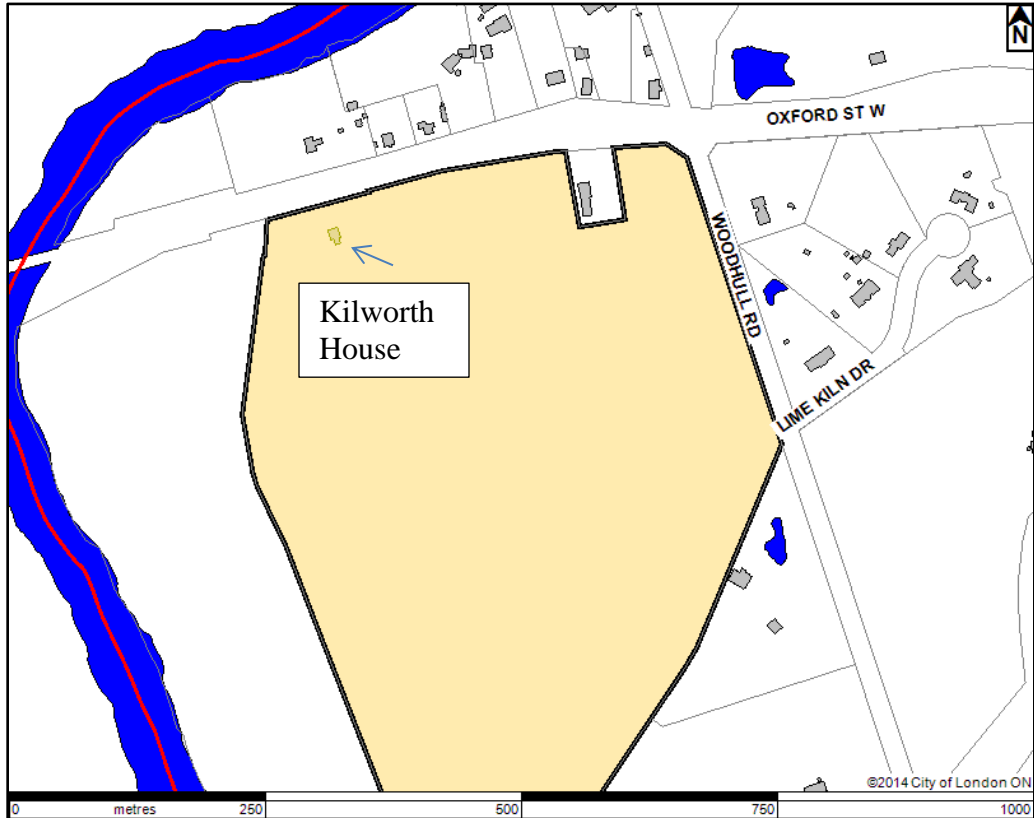 N
OXFORD ST W
WOODHULL RD
Kilworth
House
LIME KILN DR
©2014 City of London ON
0 metres 250 500 750 1000